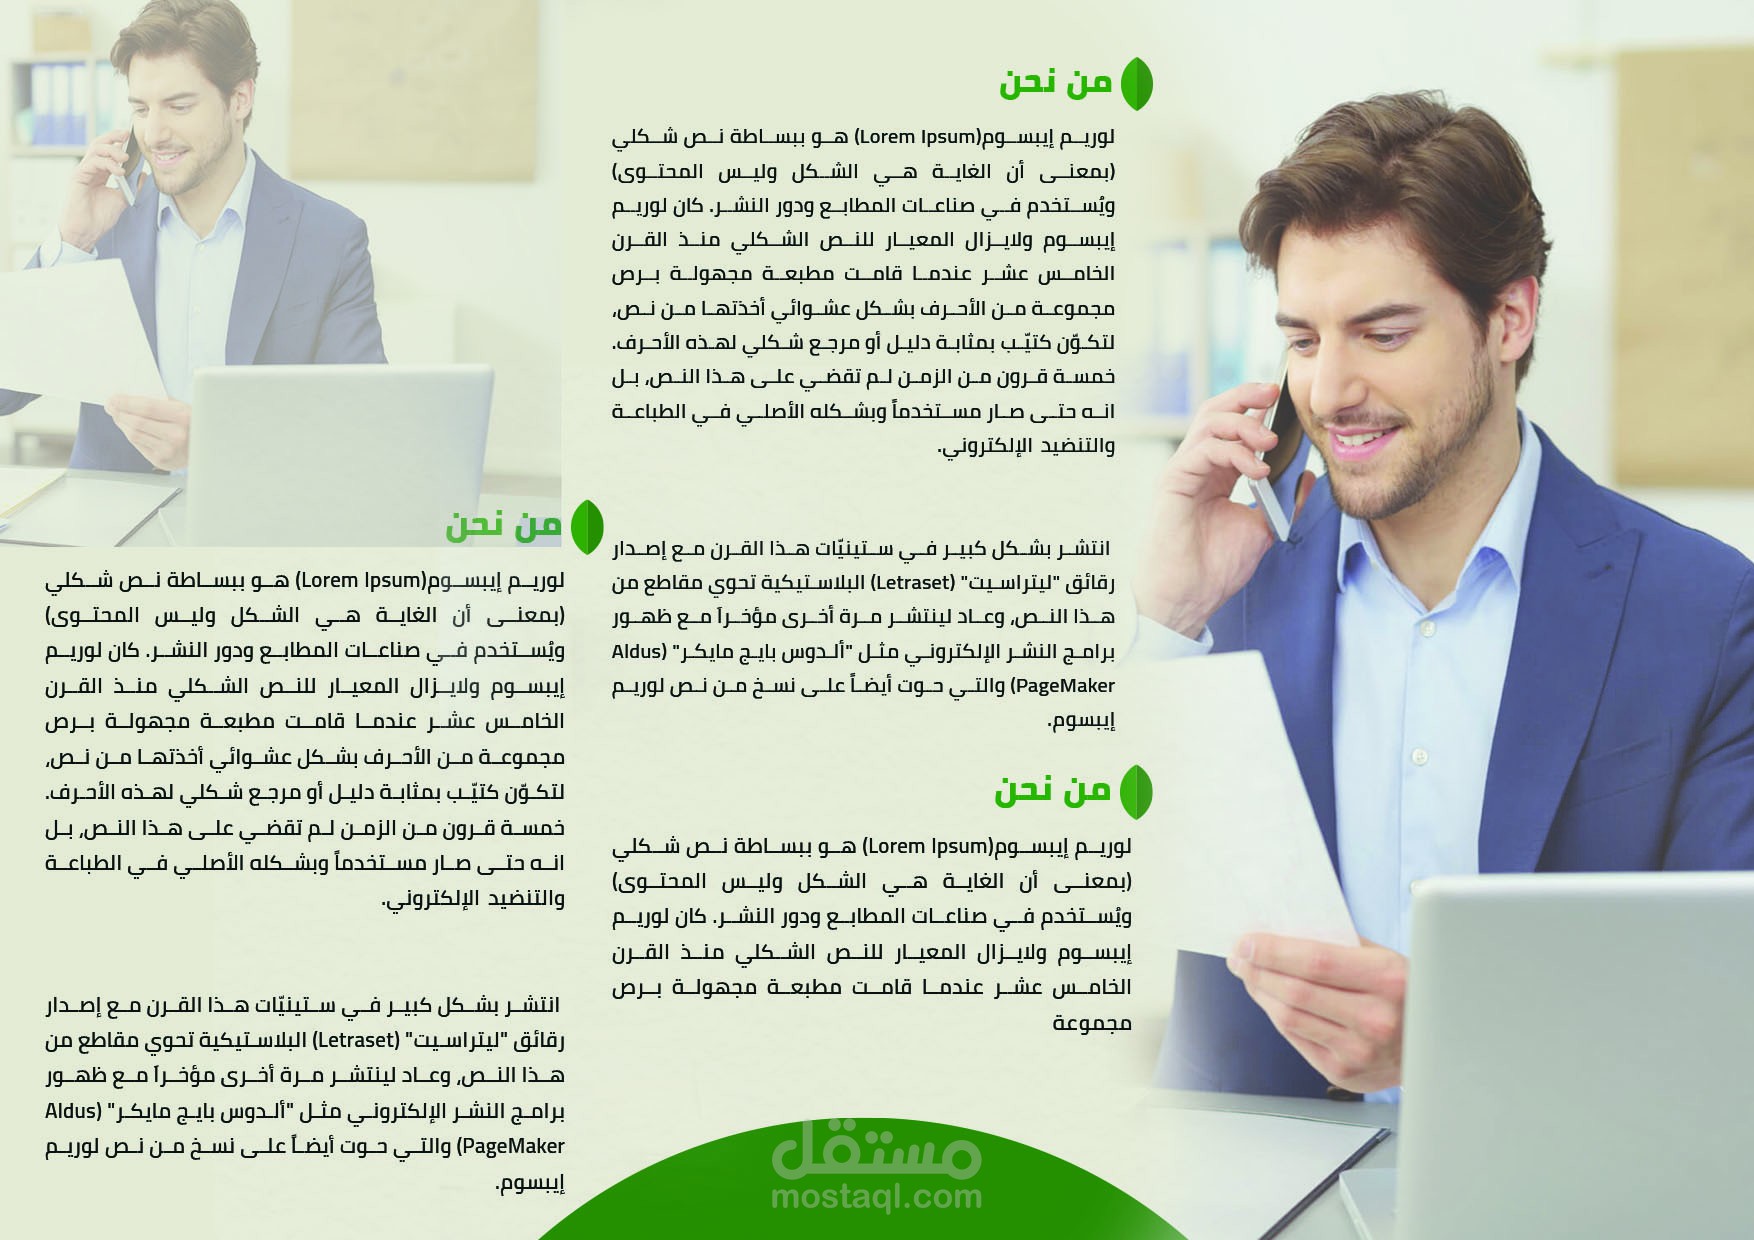 من نحن
لوريم إيبسوم(Lorem Ipsum) هو ببساطة نص شكلي
(بمعنى أن الغاية هي الشكل وليس المحتوى)
ويُستخدم في صناعات المطابع ودور النشر. كان لوريم
إيبسوم ولايزال المعيار للنص الشكلي منذ القرن
الخامس عشر عندما قامت مطبعة مجهولة برص
مجموعة من الأحرف بشكل عشوائي أخذتها من نص،
لتكوّن كتيّب بمثابة دليل أو مرجع شكلي لهذه الأحرف.
خمسة قرون من الزمن لم تقضي على هذا النص، بل
انه حتى صار مستخدماً وبشكله الأصلي في الطباعة
والتنضيد الإلكتروني.
انتشر بشكل كبير في ستينيّات هذا القرن مع إصدار
رقائق "ليتراسيت" (Letraset) البلاستيكية تحوي مقاطع من
هذا النص، وعاد لينتشر مرة أخرى مؤخراَ مع ظهور
برامج النشر الإلكتروني مثل "ألدوس بايج مايكر" (Aldus
PageMaker) والتي حوت أيضاً على نسخ من نص لوريم
إيبسوم.
من نحن
لوريم إيبسوم(Lorem Ipsum) هو ببساطة نص شكلي
(بمعنى أن الغاية هي الشكل وليس المحتوى)
ويُستخدم في صناعات المطابع ودور النشر. كان لوريم
إيبسوم ولايزال المعيار للنص الشكلي منذ القرن
الخامس عشر عندما قامت مطبعة مجهولة برص
مجموعة
من نحن
لوريم إيبسوم(Lorem Ipsum) هو ببساطة نص شكلي
(بمعنى أن الغاية هي الشكل وليس المحتوى)
ويُستخدم في صناعات المطابع ودور النشر. كان لوريم
إيبسوم ولايزال المعيار للنص الشكلي منذ القرن
الخامس عشر عندما قامت مطبعة مجهولة برص
مجموعة من الأحرف بشكل عشوائي أخذتها من نص،
لتكوّن كتيّب بمثابة دليل أو مرجع شكلي لهذه الأحرف.
خمسة قرون من الزمن لم تقضي على هذا النص، بل
انه حتى صار مستخدماً وبشكله الأصلي في الطباعة
والتنضيد الإلكتروني.
انتشر بشكل كبير في ستينيّات هذا القرن مع إصدار
رقائق "ليتراسيت" (Letraset) البلاستيكية تحوي مقاطع من
هذا النص، وعاد لينتشر مرة أخرى مؤخراَ مع ظهور
برامج النشر الإلكتروني مثل "ألدوس بايج مايكر" (Aldus
PageMaker) والتي حوت أيضاً على نسخ من نص لوريم
إيبسوم.
مستقل
mostaql.com